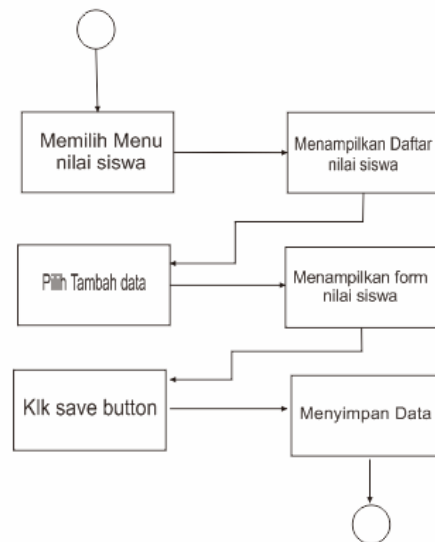 Memilih Menu
nilai siswa
Menampilkan Daftar
nilai siswa
Pilih Tambah data
Menampilkan form
nilai siswa
Klk save button
Menyimpan Data